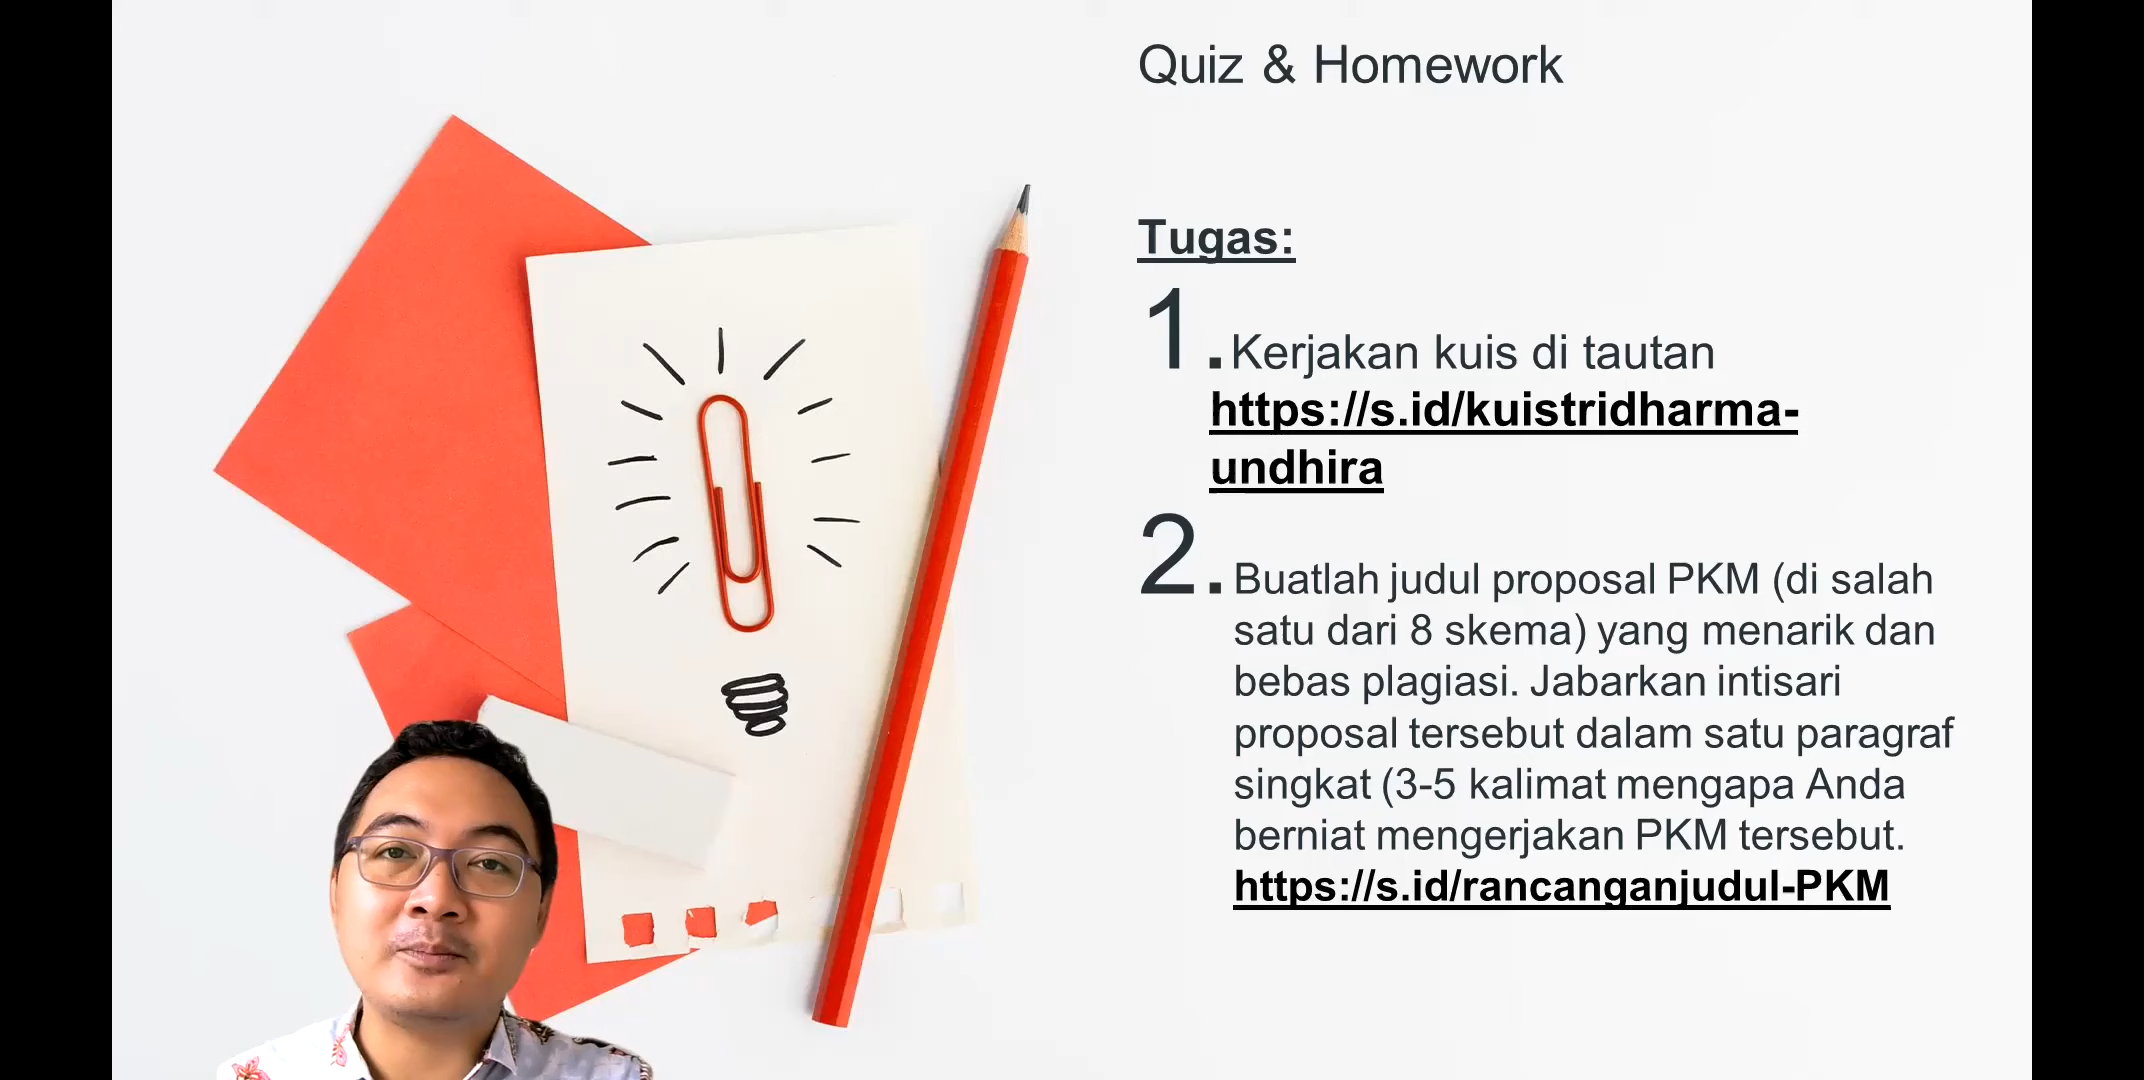 Quiz & Homework
Tugas:
1. Kerjakan kuis di tautan
https://s.id/kuistridharma-
undhira
2. Buatlah judul proposal PKM (di salah
satu dari 8 skema) yang menarik dan
bebas plagiasi. Jabarkan intisari
proposal tersebut dalam satu paragraf
singkat (3-5 kalimat mengapa Anda
berniat mengerjakan PKM tersebut.
https://s.id/rancanganjudul-PKM